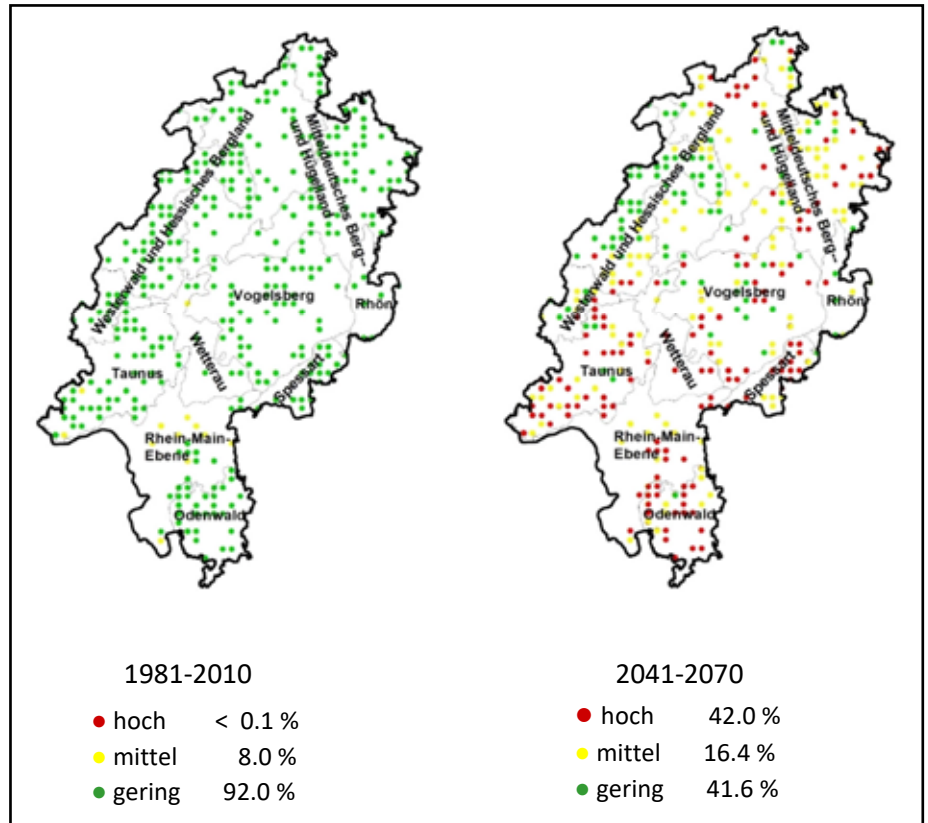 Westerwald und Hessisches Bergland
Mitteldeutsches Berg--
und Hügelland
Vogelsberg
Rhön
Wetterau
Taunus
Spessart
Rhein-Main-
Ebene
Odenwald
Westerwald und Hessisches Bergland
Mitteldeutsches Berg--
und Hügelland
Vogelsberg
Rhön
Wetterau
Taunus
Spessart
Rhein-Main-
Ebene
Odenwald
1981-2010
hoch < 0.1 %
mittel 8.0 %
gering 92.0 %
2041-2070
hoch 42.0 %
mittel 16.4 %
gering 41.6 %